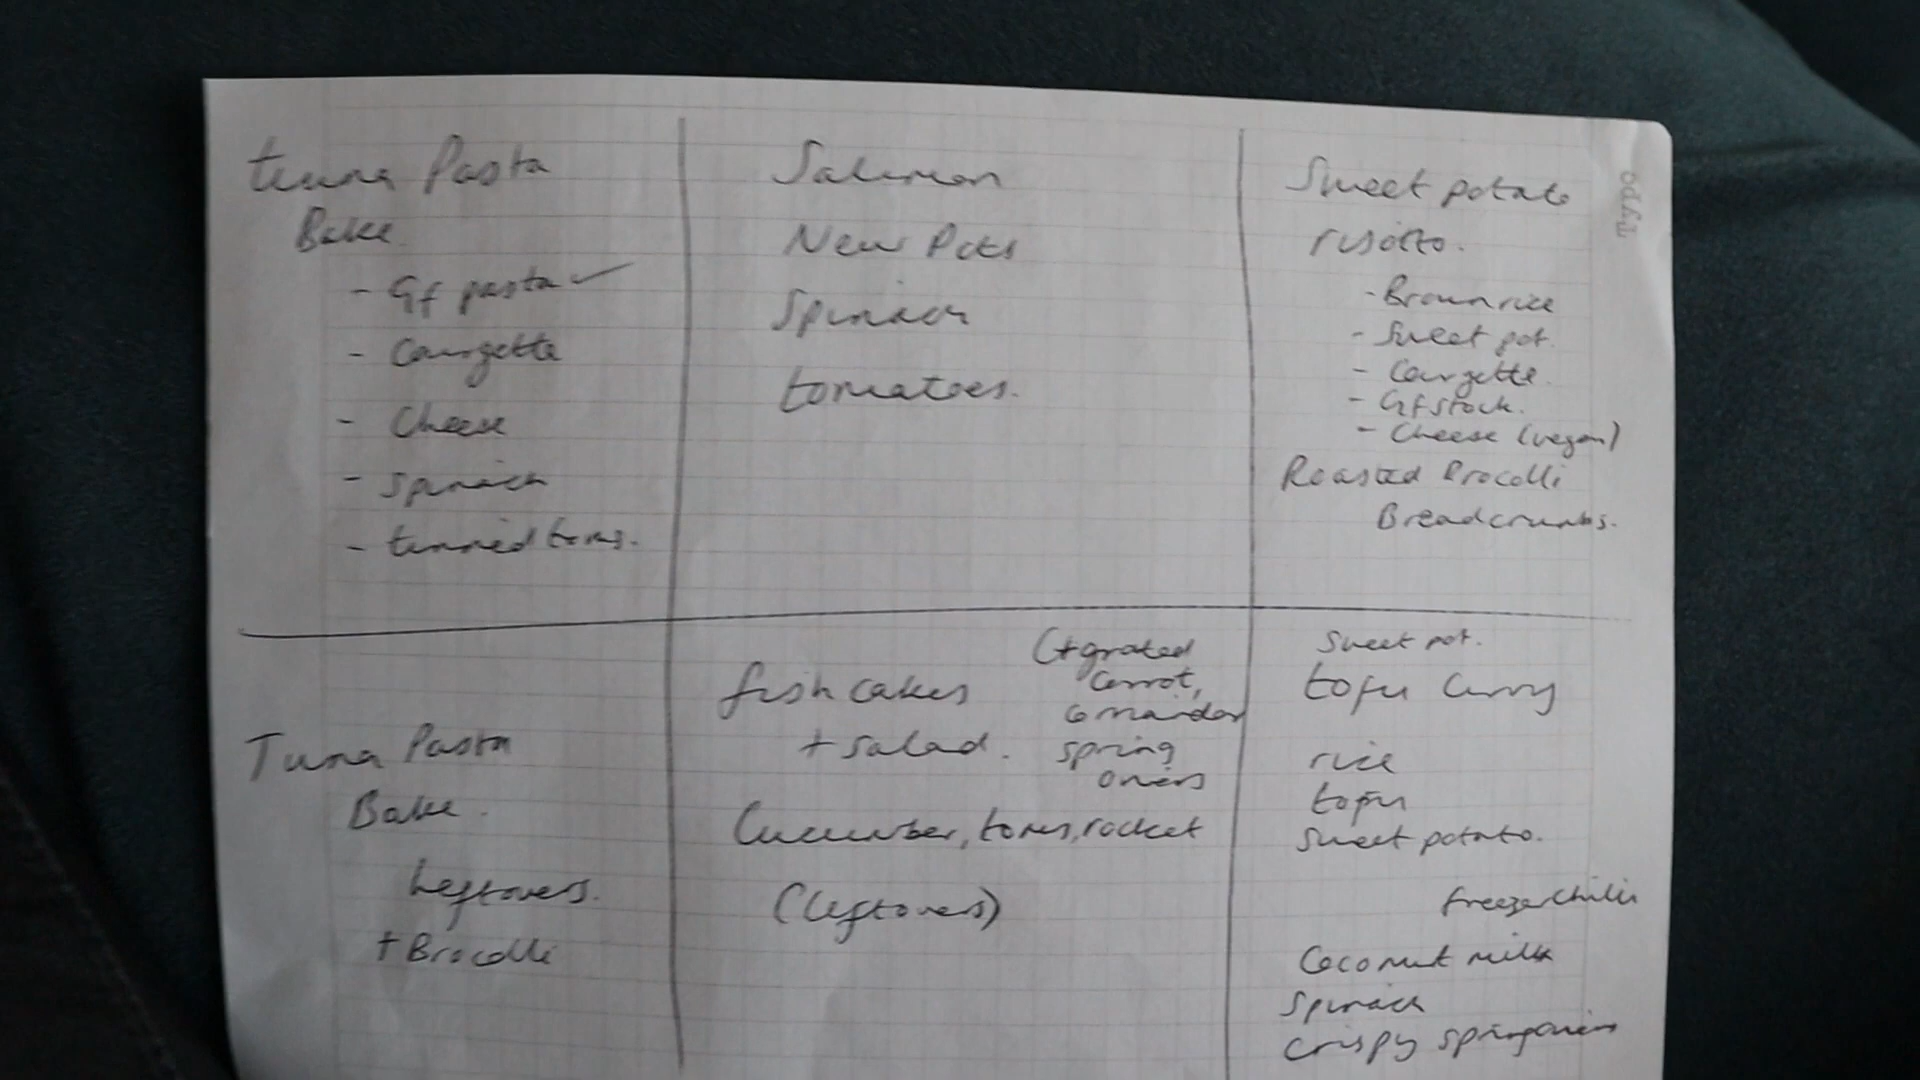 tuna Pasta
Bake
- Gf pasta ✓
- Courgette
- Cheese
- Spinach
- tinned toms.
Salmon
New Pots
Spinach
tomatoes.
Sweet potato
risotto.
- Brown rice
- Sweet pot.
- Courgette.
- Gf stock.
- Cheese (vegan)
Roasted Brocolli
Breadcrumbs.
Tuna Pasta
Bake.
Leftovers.
+ Brocolli
fish cakes
+ Salad.
(+ grated
carrot,
coriander
spring
onions
Cucumber, toms, rocket
(leftovers)
Sweet pot.
tofu Curry
rice
tofu
Sweet potato.
freezer chilli
Coconut milk
Spinach
Crispy spring onions